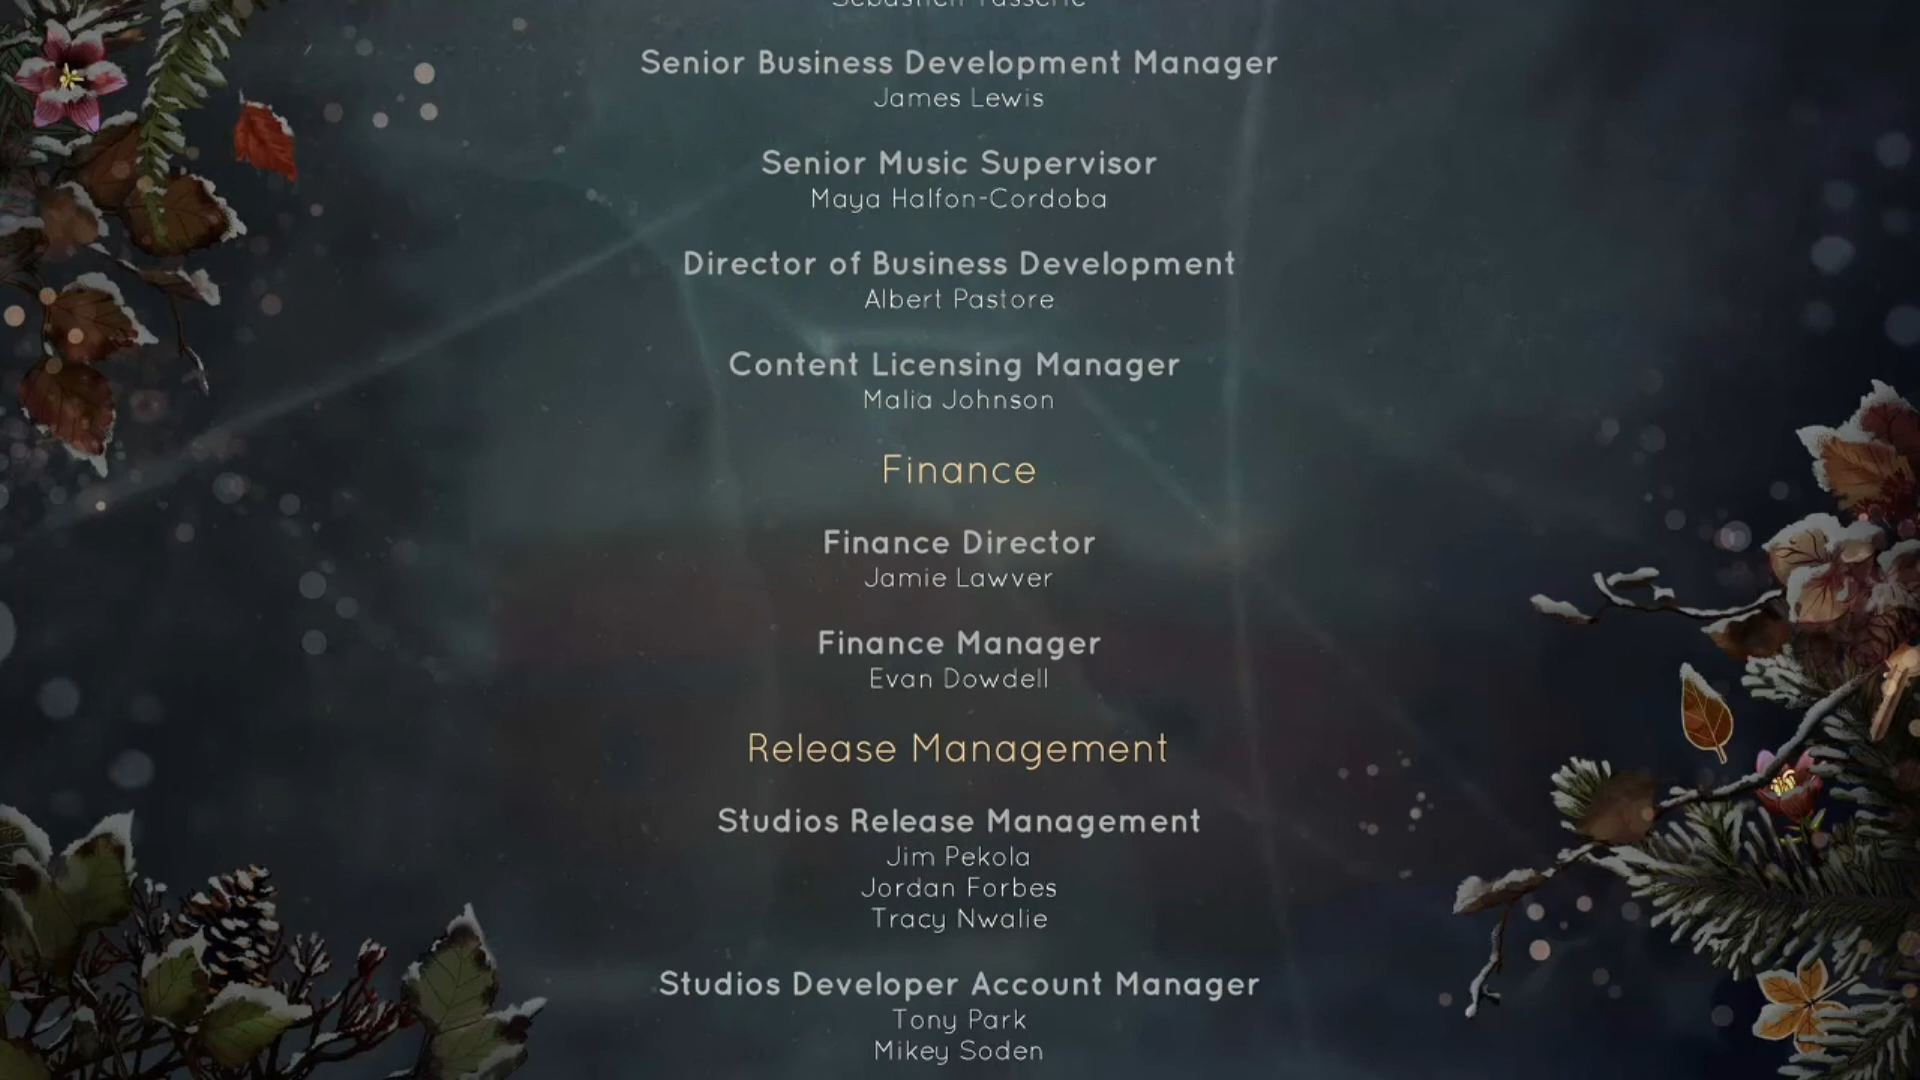 Senior Business Development Manager
James Lewis
Senior Music Supervisor
Maya Halfon-Cordoba
Director of Business Development
Albert Pastore
Content Licensing Manager
Malia Johnson
Finance
Finance Director
Jamie Lawver
Finance Manager
Evan Dowdell
Release Management
Studios Release Management
Jim Pekola
Jordan Forbes
Tracy Nwalie
Studios Developer Account Manager
Tony Park
Mikey Soden